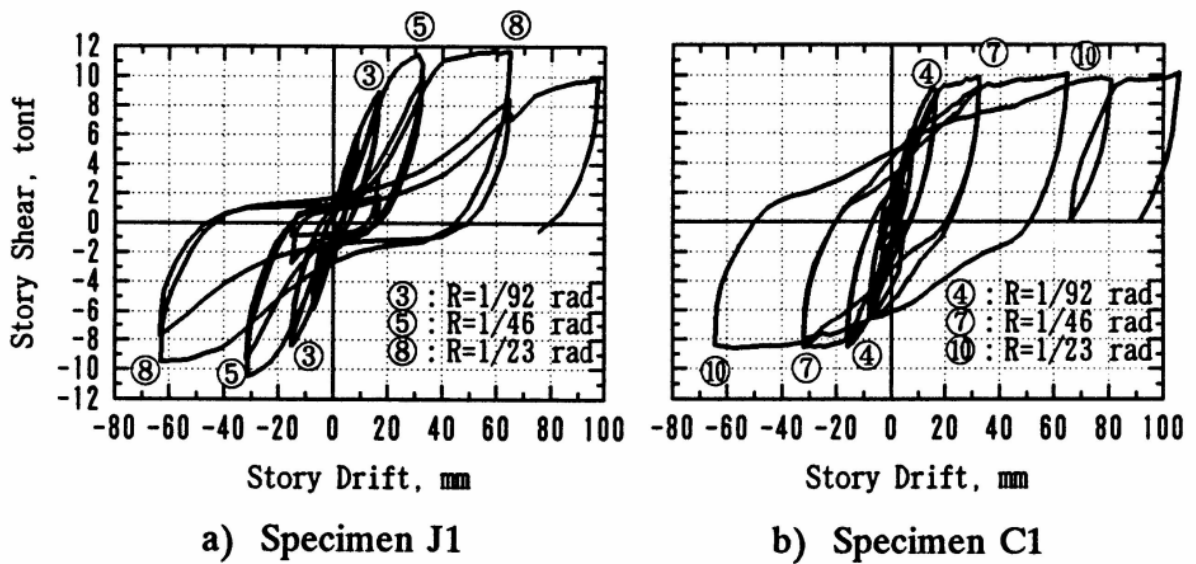 ③ ⑤ ⑧
12
10
8
6
4
2
0
-2
-4
-6
-8
-10
-12
Story Shear, tonf
③ : R=1/92 rad
⑤ : R=1/46 rad
⑧ : R=1/23 rad
⑧ ⑤ ③
-80 -60 -40 -20 0 20 40 60 80 100
Story Drift, mm
a) Specimen J1
④ ⑦ ⑩
④ : R=1/92 rad
⑦ : R=1/46 rad
⑩ : R=1/23 rad
⑩ ⑦ ④
-80 -60 -40 -20 0 20 40 60 80 100
Story Drift, mm
b) Specimen C1